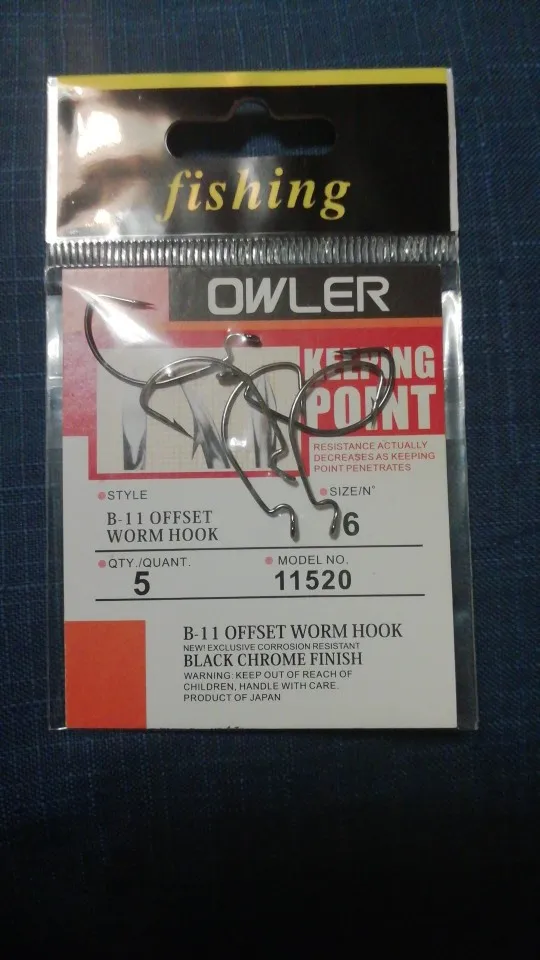 fishing
OWLER
KEEPING
POINT
RESISTANCE ACTUALLY
DECREASES AS KEEPING
POINT PENETRATES
STYLE
B-11 OFFSET
WORM HOOK
SIZE/N°
6
QTY./QUANT.
5
MODEL NO.
11520
B-11 OFFSET WORM HOOK
NEW! EXCLUSIVE CORROSION RESISTANT
BLACK CHROME FINISH
WARNING: KEEP OUT OF REACH OF
CHILDREN, HANDLE WITH CARE.
PRODUCT OF JAPAN